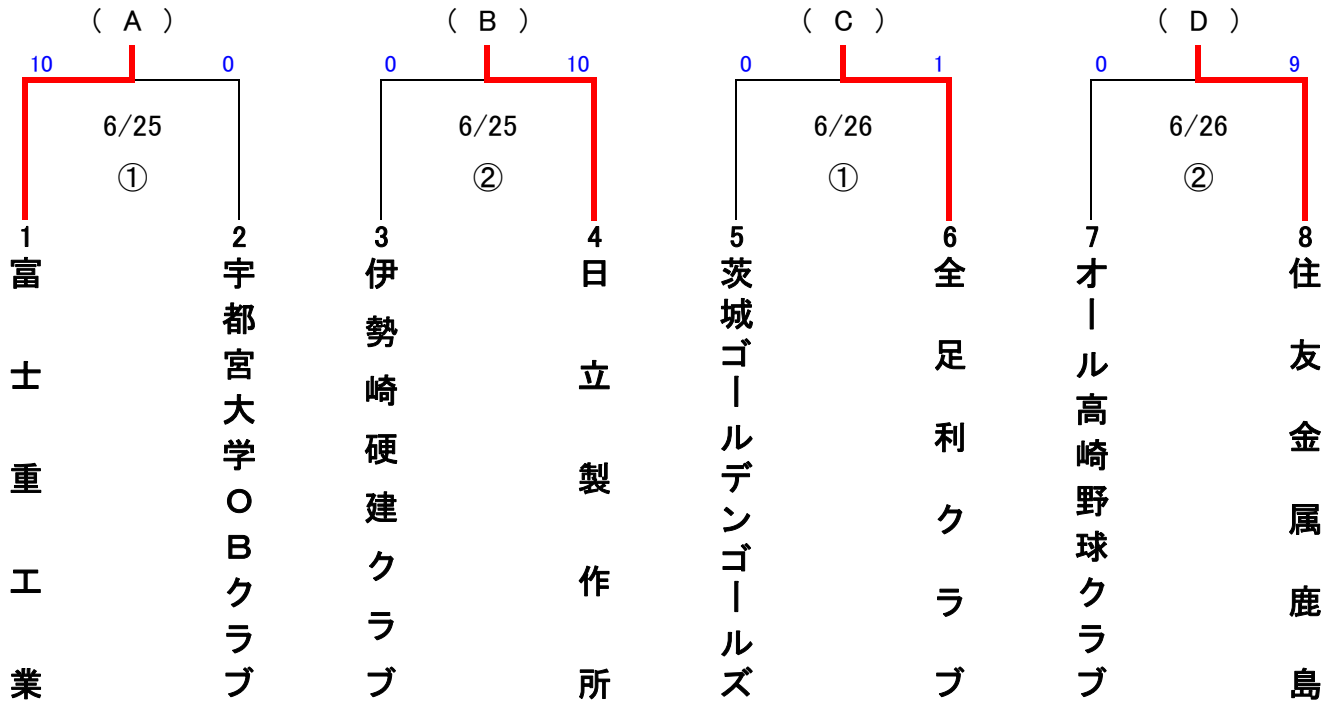 ( A ) ( B ) ( C ) ( D )
10 0 0 10 0 1 0 9
6/25 6/25 6/26 6/26
① ② ① ②
1 2 3 4 5 6 7 8
富士重工業
宇都宮大学OBクラブ
伊勢崎硬建クラブ
日立製作所
茨城ゴールデンゴールズ
全足利クラブ
オール高崎野球クラブ
住友金属鹿島